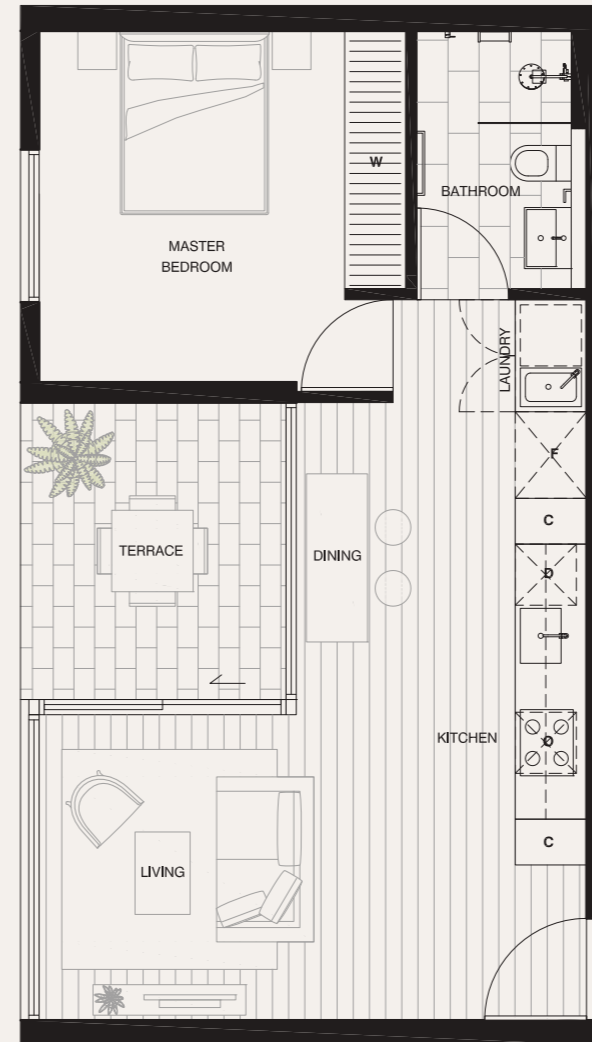 W
BATHROOM
MASTER
BEDROOM
LAUNDRY
F
C
TERRACE
DINING
D
KITCHEN
O
C
LIVING